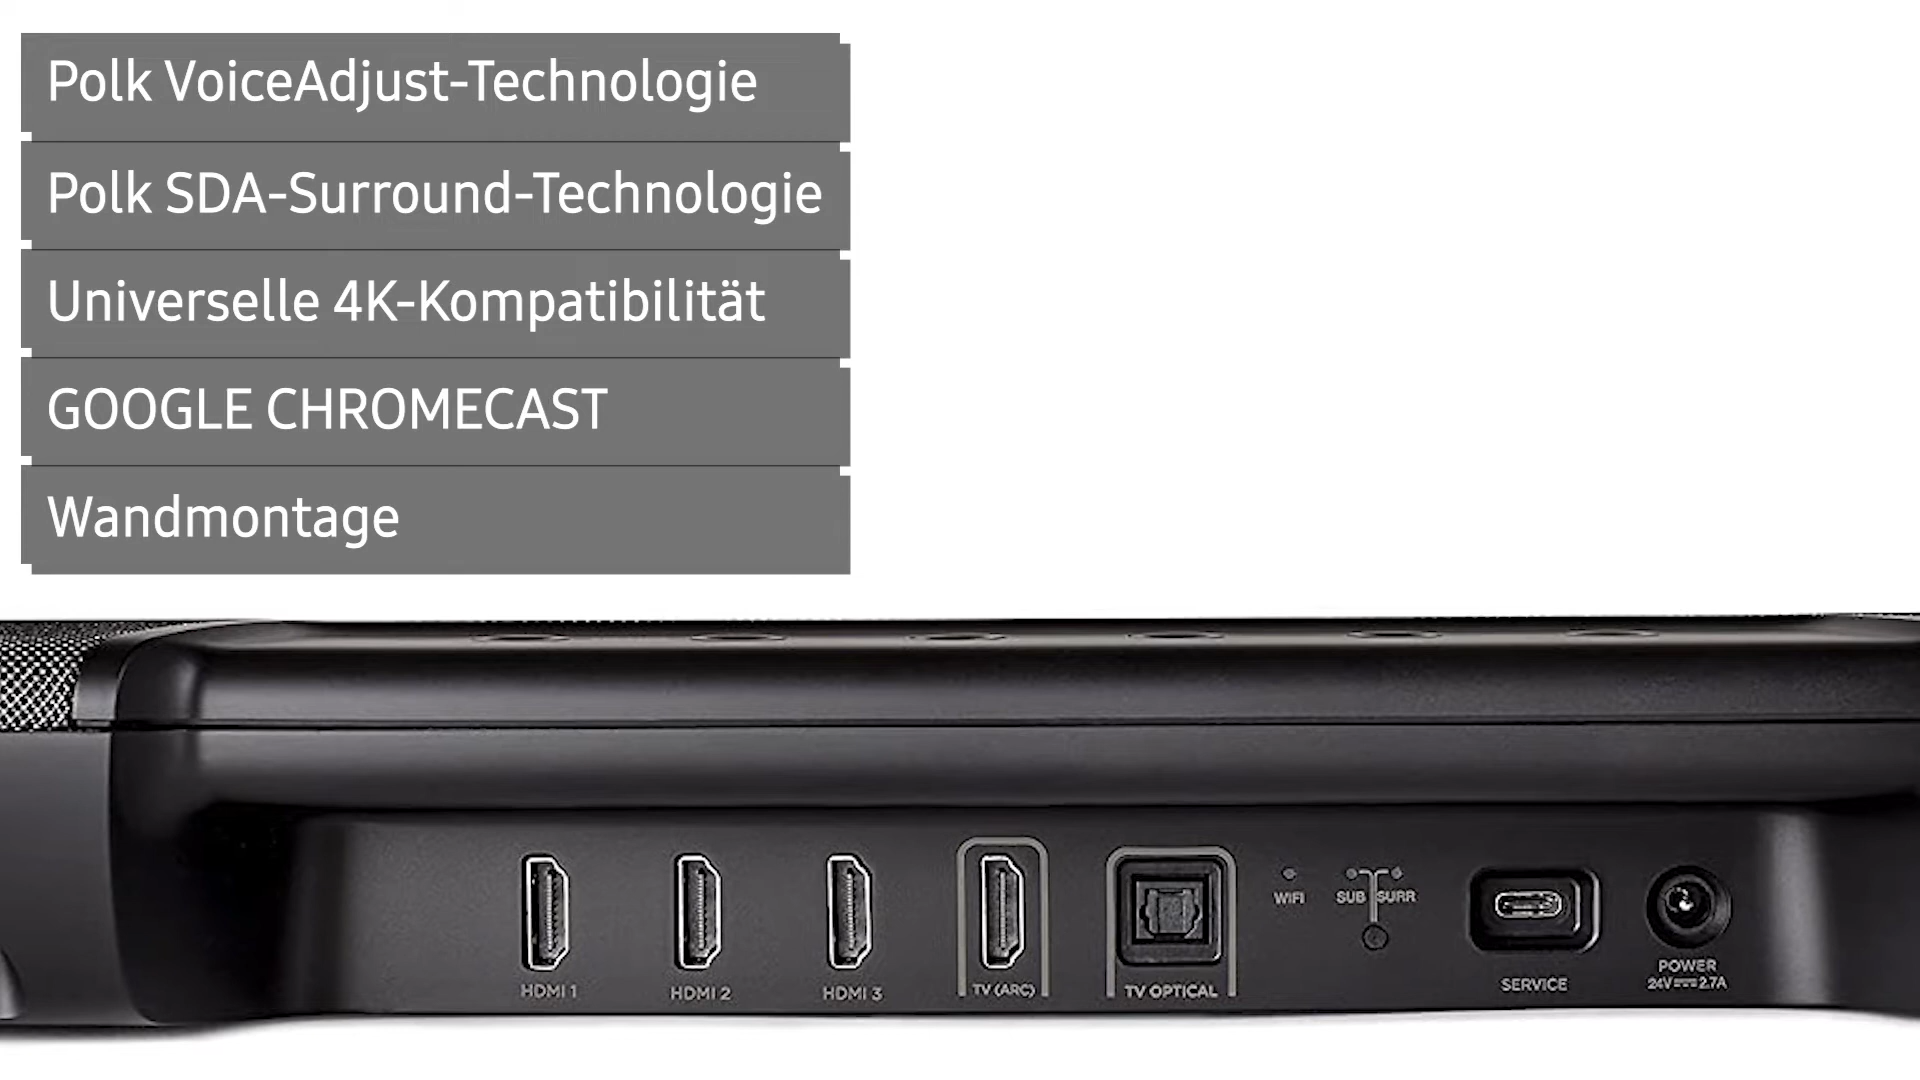 Polk VoiceAdjust-Technologie
Polk SDA-Surround-Technologie
Universelle 4K-Kompatibilität
GOOGLE CHROMECAST
Wandmontage
HDMI 1
HDMI 2
HDMI 3
TV (ARC)
TV OPTICAL
WIFI
SUB SURR
SERVICE
POWER
24V⎓2.7A